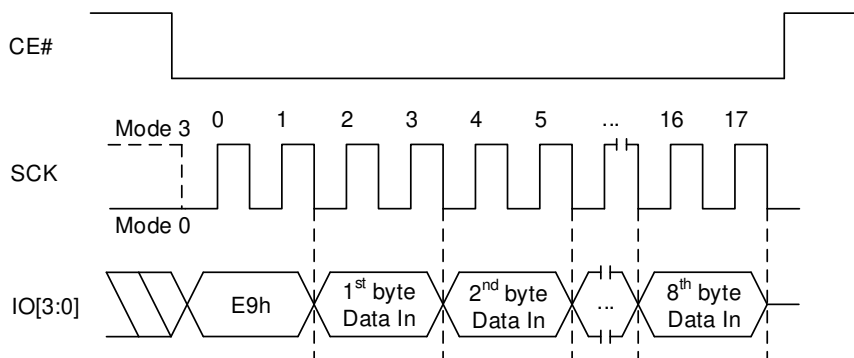 CE#
0 1 2 3 4 5 ... 16 17
Mode 3
SCK
Mode 0
IO[3:0]
E9h
1st byte
Data In
2nd byte
Data In
...
8th byte
Data In